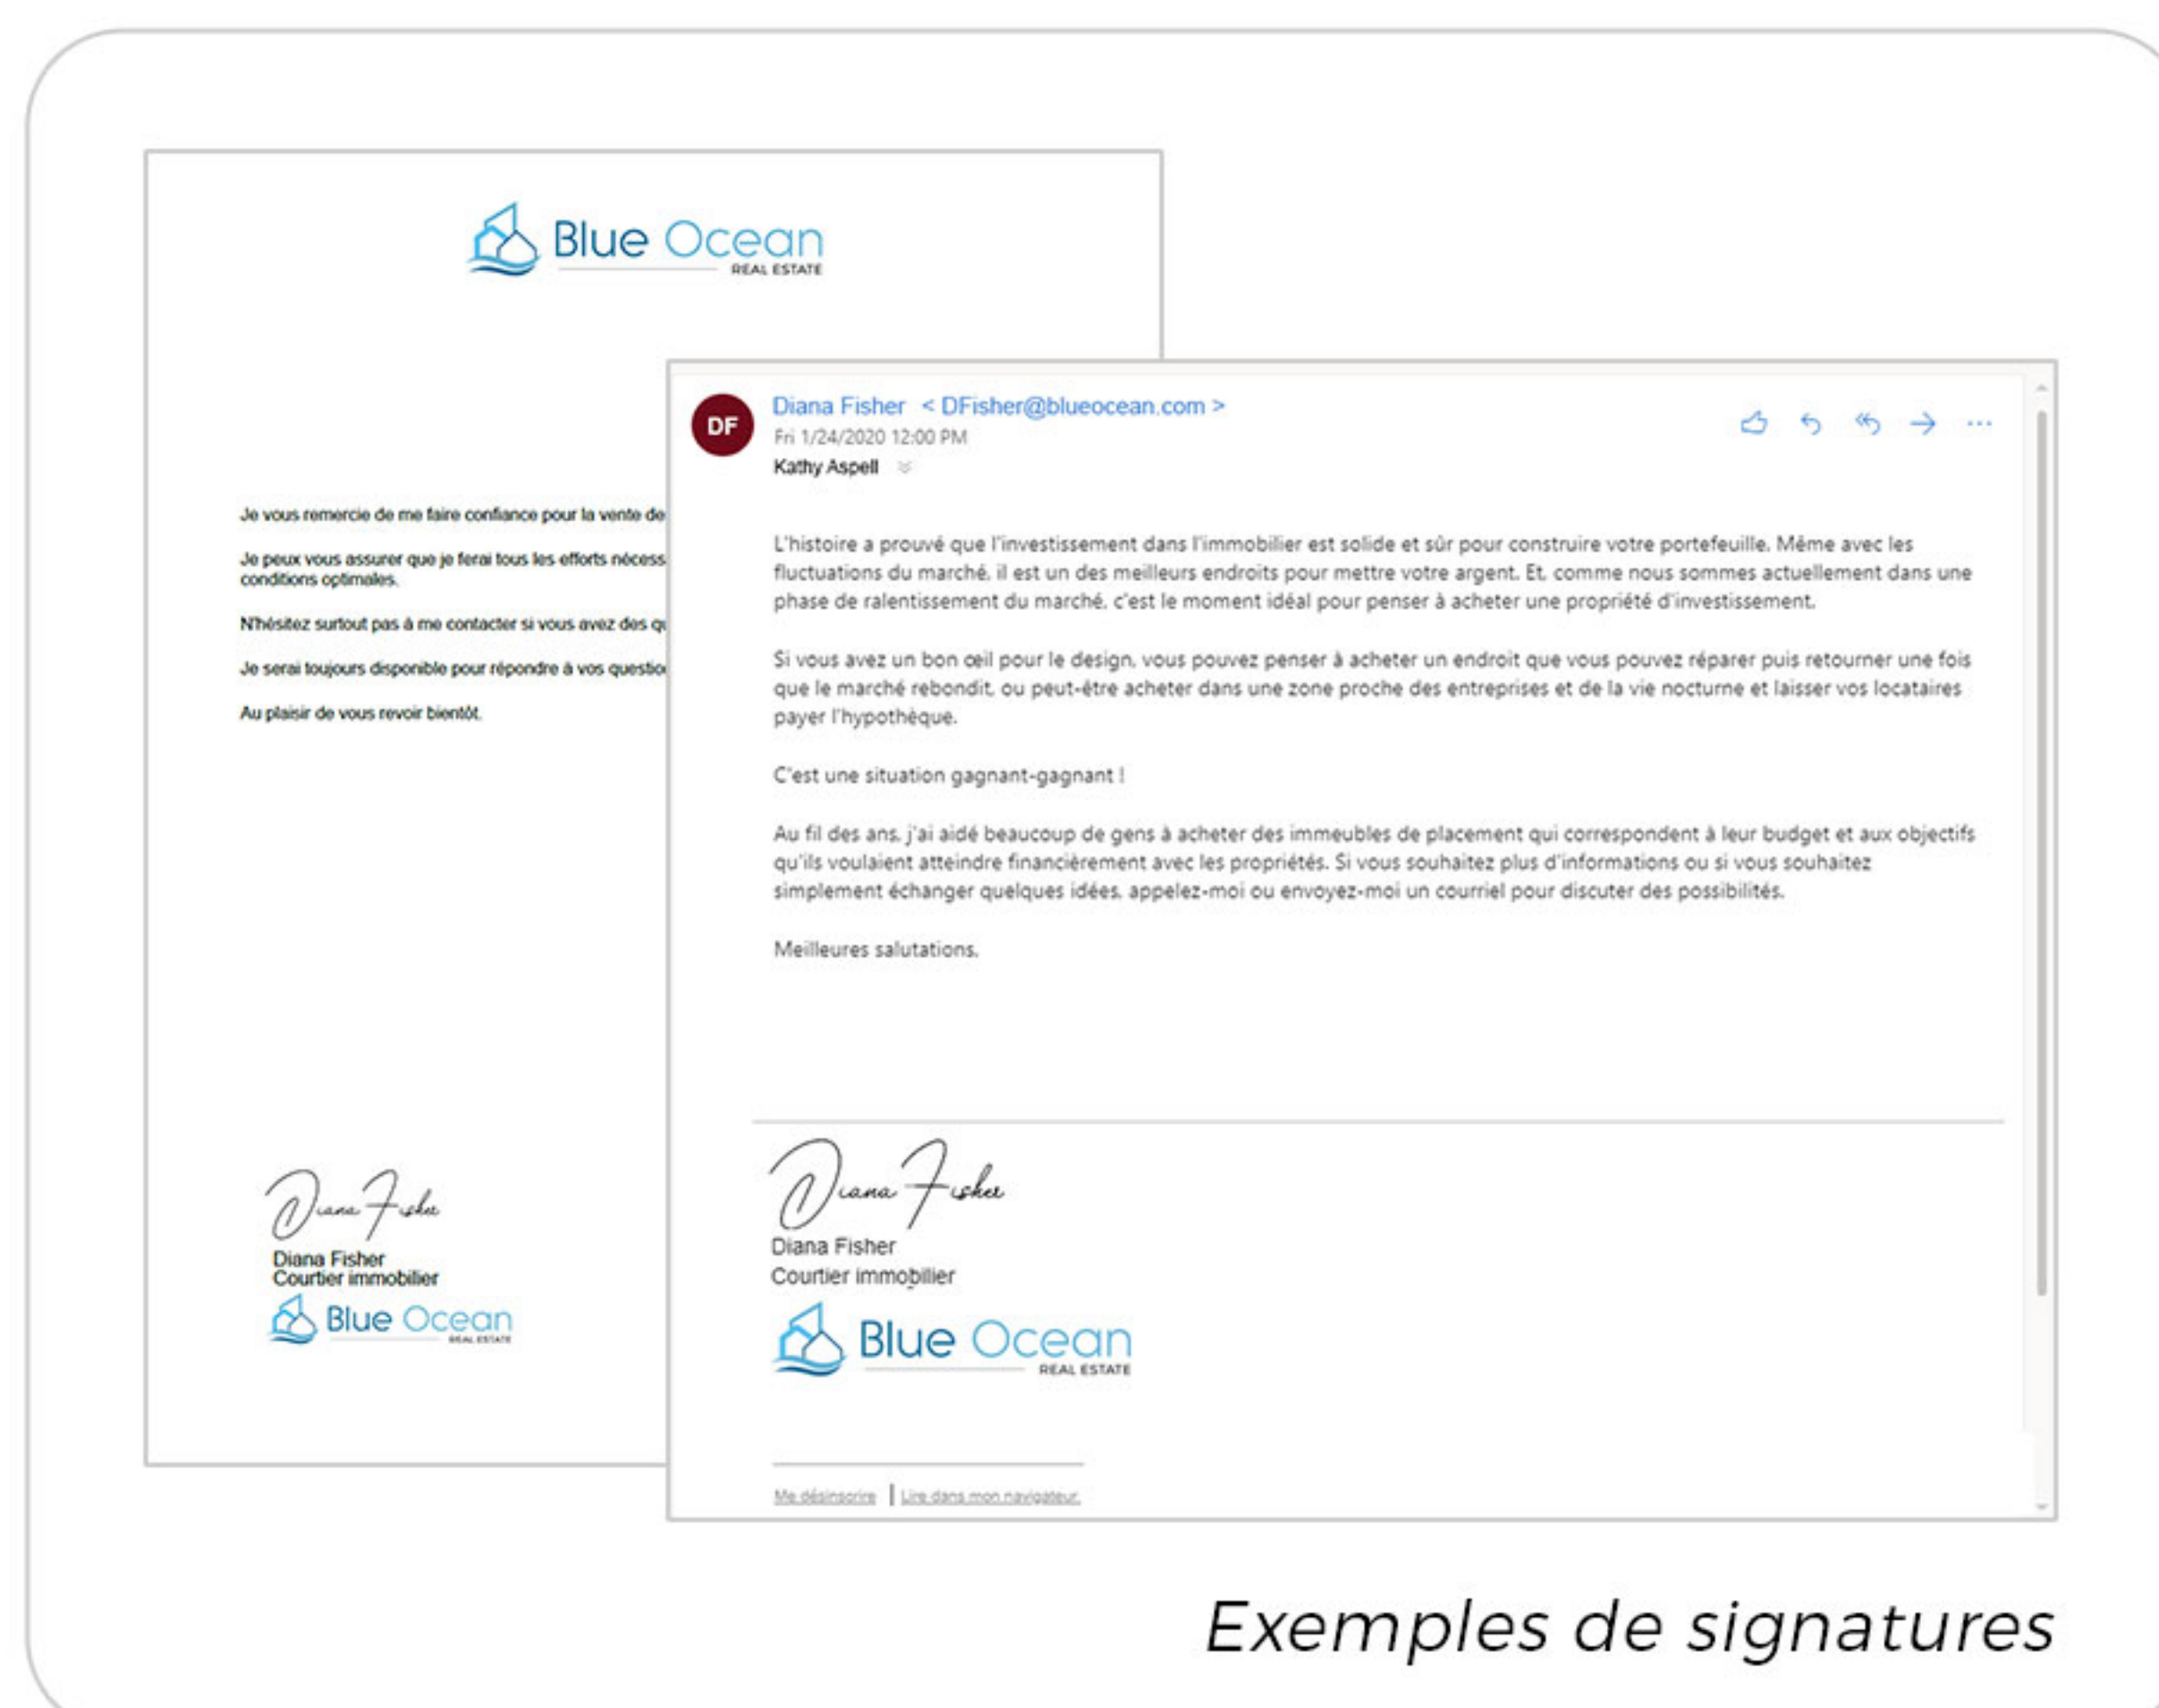 Blue Ocean
REAL ESTATE
Je vous remercie de me faire confiance pour la vente de
Je peux vous assurer que je ferai tous les efforts nécess
conditions optimales.
N'hésitez surtout pas à me contacter si vous avez des qu
Je serai toujours disponible pour répondre à vos questio
Au plaisir de vous revoir bientôt.
Diana Fisher
Diana Fisher
Courtier immobilier
Blue Ocean
REAL ESTATE
DF
Diana Fisher < DFisher@blueocean.com >
Fri 1/24/2020 12:00 PM
Kathy Aspell
L'histoire a prouvé que l'investissement dans l'immobilier est solide et sûr pour construire votre portefeuille. Même avec les
fluctuations du marché, il est un des meilleurs endroits pour mettre votre argent. Et, comme nous sommes actuellement dans une
phase de ralentissement du marché, c'est le moment idéal pour penser à acheter une propriété d'investissement.
Si vous avez un bon œil pour le design, vous pouvez penser à acheter un endroit que vous pouvez réparer puis retourner une fois
que le marché rebondit, ou peut-être acheter dans une zone proche des entreprises et de la vie nocturne et laisser vos locataires
payer l'hypothèque.
C'est une situation gagnant-gagnant !
Au fil des ans, j'ai aidé beaucoup de gens à acheter des immeubles de placement qui correspondent à leur budget et aux objectifs
qu'ils voulaient atteindre financièrement avec les propriétés. Si vous souhaitez plus d'informations ou si vous souhaitez
simplement échanger quelques idées, appelez-moi ou envoyez-moi un courriel pour discuter des possibilités.
Meilleures salutations,
Diana Fisher
Diana Fisher
Courtier immobilier
Blue Ocean
REAL ESTATE
Me désinscrire | Lire dans mon navigateur.
Exemples de signatures